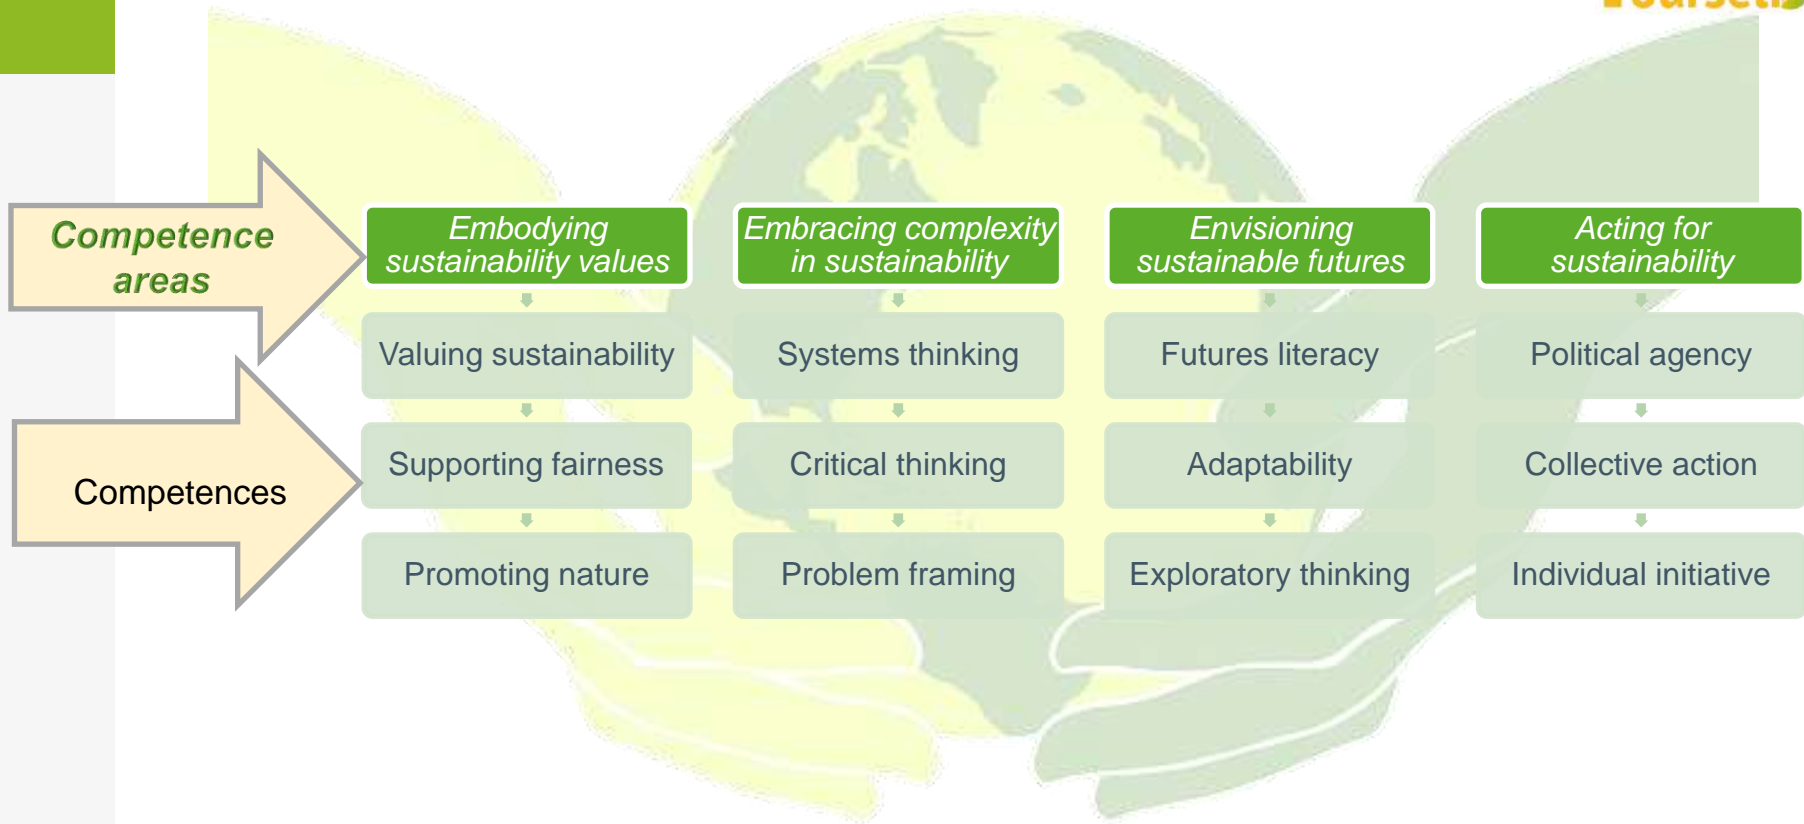 Competence
areas
Embodying
sustainability values
Embracing complexity
in sustainability
Envisioning
sustainable futures
Acting for
sustainability
Competences
Valuing sustainability
Systems thinking
Futures literacy
Political agency
Supporting fairness
Critical thinking
Adaptability
Collective action
Promoting nature
Problem framing
Exploratory thinking
Individual initiative